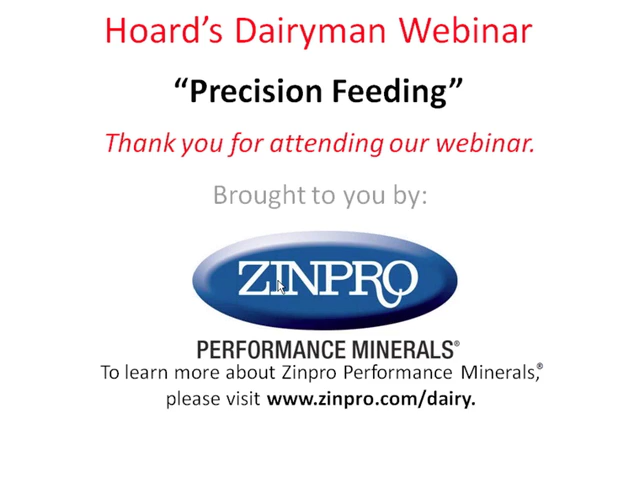 Hoard’s Dairyman Webinar
“Precision Feeding”
Thank you for attending our webinar.
Brought to you by:
ZINPRO
PERFORMANCE MINERALS®
To learn more about Zinpro Performance Minerals,®
please visit www.zinpro.com/dairy.